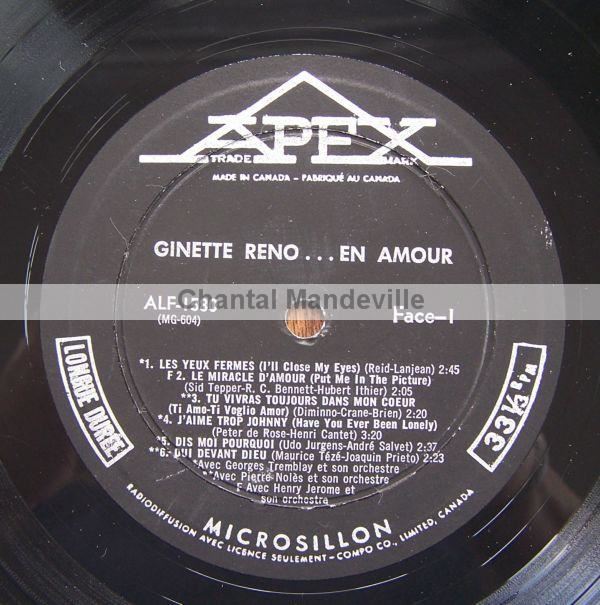 APEX
TRADE MARK
MADE IN CANADA - FABRIQUÉ AU CANADA
GINETTE RENO... EN AMOUR
Chantal Mandeville
(MG-604)
Face-1
LONGUE DURÉE
33 1/3 R P M
*1. LES YEUX FERMES (I'll Close My Eyes) (Reid-Lanjean) 2:45
F 2. LE MIRACLE D'AMOUR (Put Me In The Picture)
(Sid Tepper-R. C. Bennett-Hubert Ithier) 2:05
**3. TU VIVRAS TOUJOURS DANS MON COEUR
(Ti Amo-Ti Voglio Amor) (Diminno-Crane-Brien) 2:20
*4. J'AIME TROP JOHNNY (Have You Ever Been Lonely)
(Peter de Rose-Henri Cantet) 3:20
*5. DIS MOI POURQUOI (Udo Jurgens-André Salvet) 2:37
**6. OUI DEVANT DIEU (Maurice Tézé-Joaquin Prieto) 2:23
*Avec Georges Tremblay et son orchestre
**Avec Pierre Nolès et son orchestre
F Avec Henry Jerome et
son orchestre
MICROSILLON
RADIODIFFUSION AVEC LICENCE SEULEMENT-COMPO CO., LIMITED, CANADA